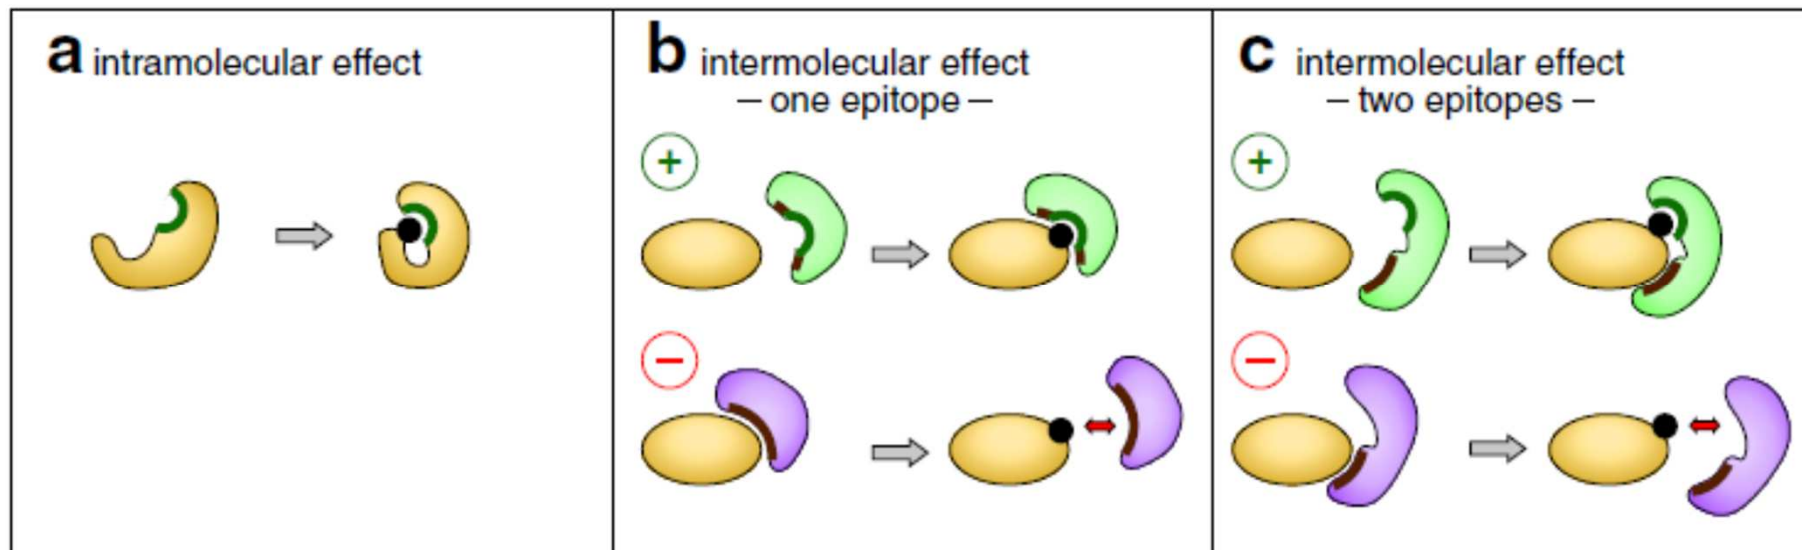 a intramolecular effect
b intermolecular effect
– one epitope –
+
−
c intermolecular effect
– two epitopes –
+
−